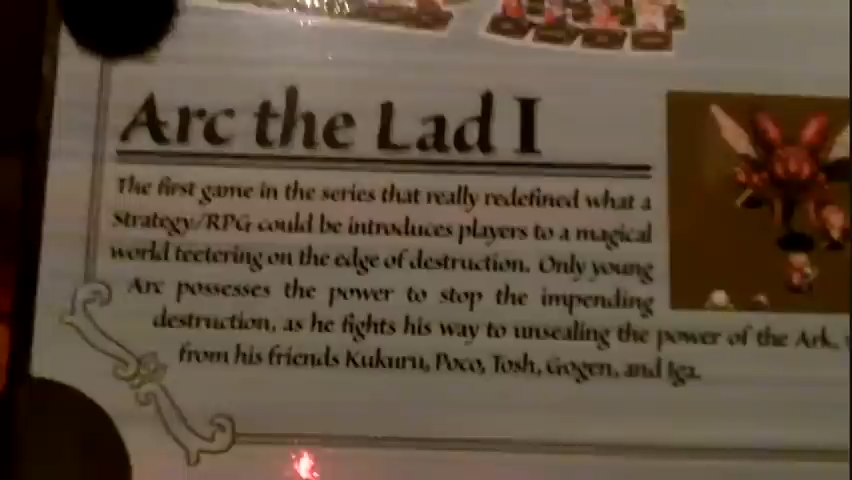 Arc the Lad I
The first game in the series that really redefined what a
Strategy/RPG could be introduces players to a magical
world teetering on the edge of destruction. Only young
Arc possesses the power to stop the impending
destruction, as he fights his way to unsealing the power of the Ark.
from his friends Kukuru, Poco, Tosh, Gogen, and Iga.